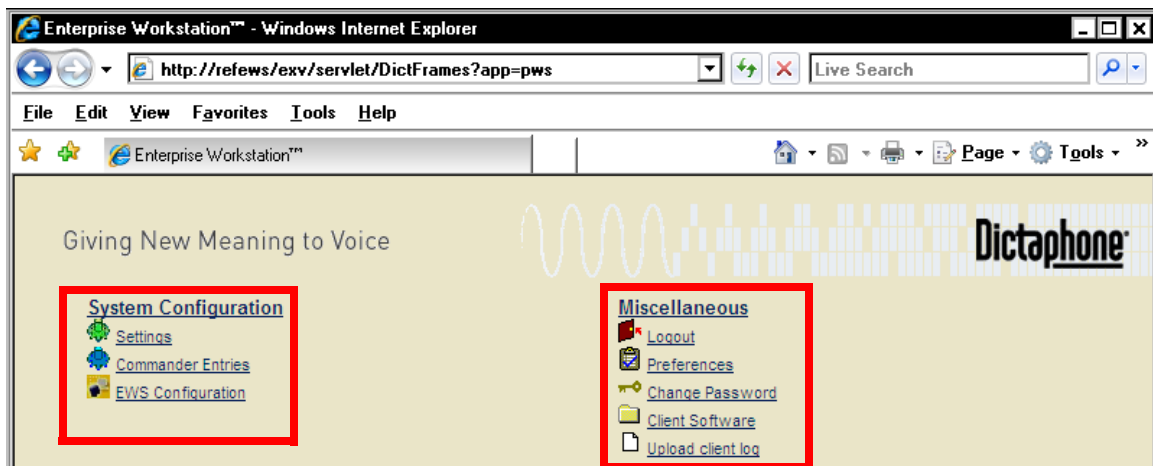 Enterprise Workstation™ - Windows Internet Explorer
http://refews/exv/servlet/DictFrames?app=pws
Live Search
File Edit View Favorites Tools Help
Enterprise Workstation™
Page Tools »
Giving New Meaning to Voice
Dictaphone
System Configuration
Settings
Commander Entries
EWS Configuration
Miscellaneous
Logout
Preferences
Change Password
Client Software
Upload client log